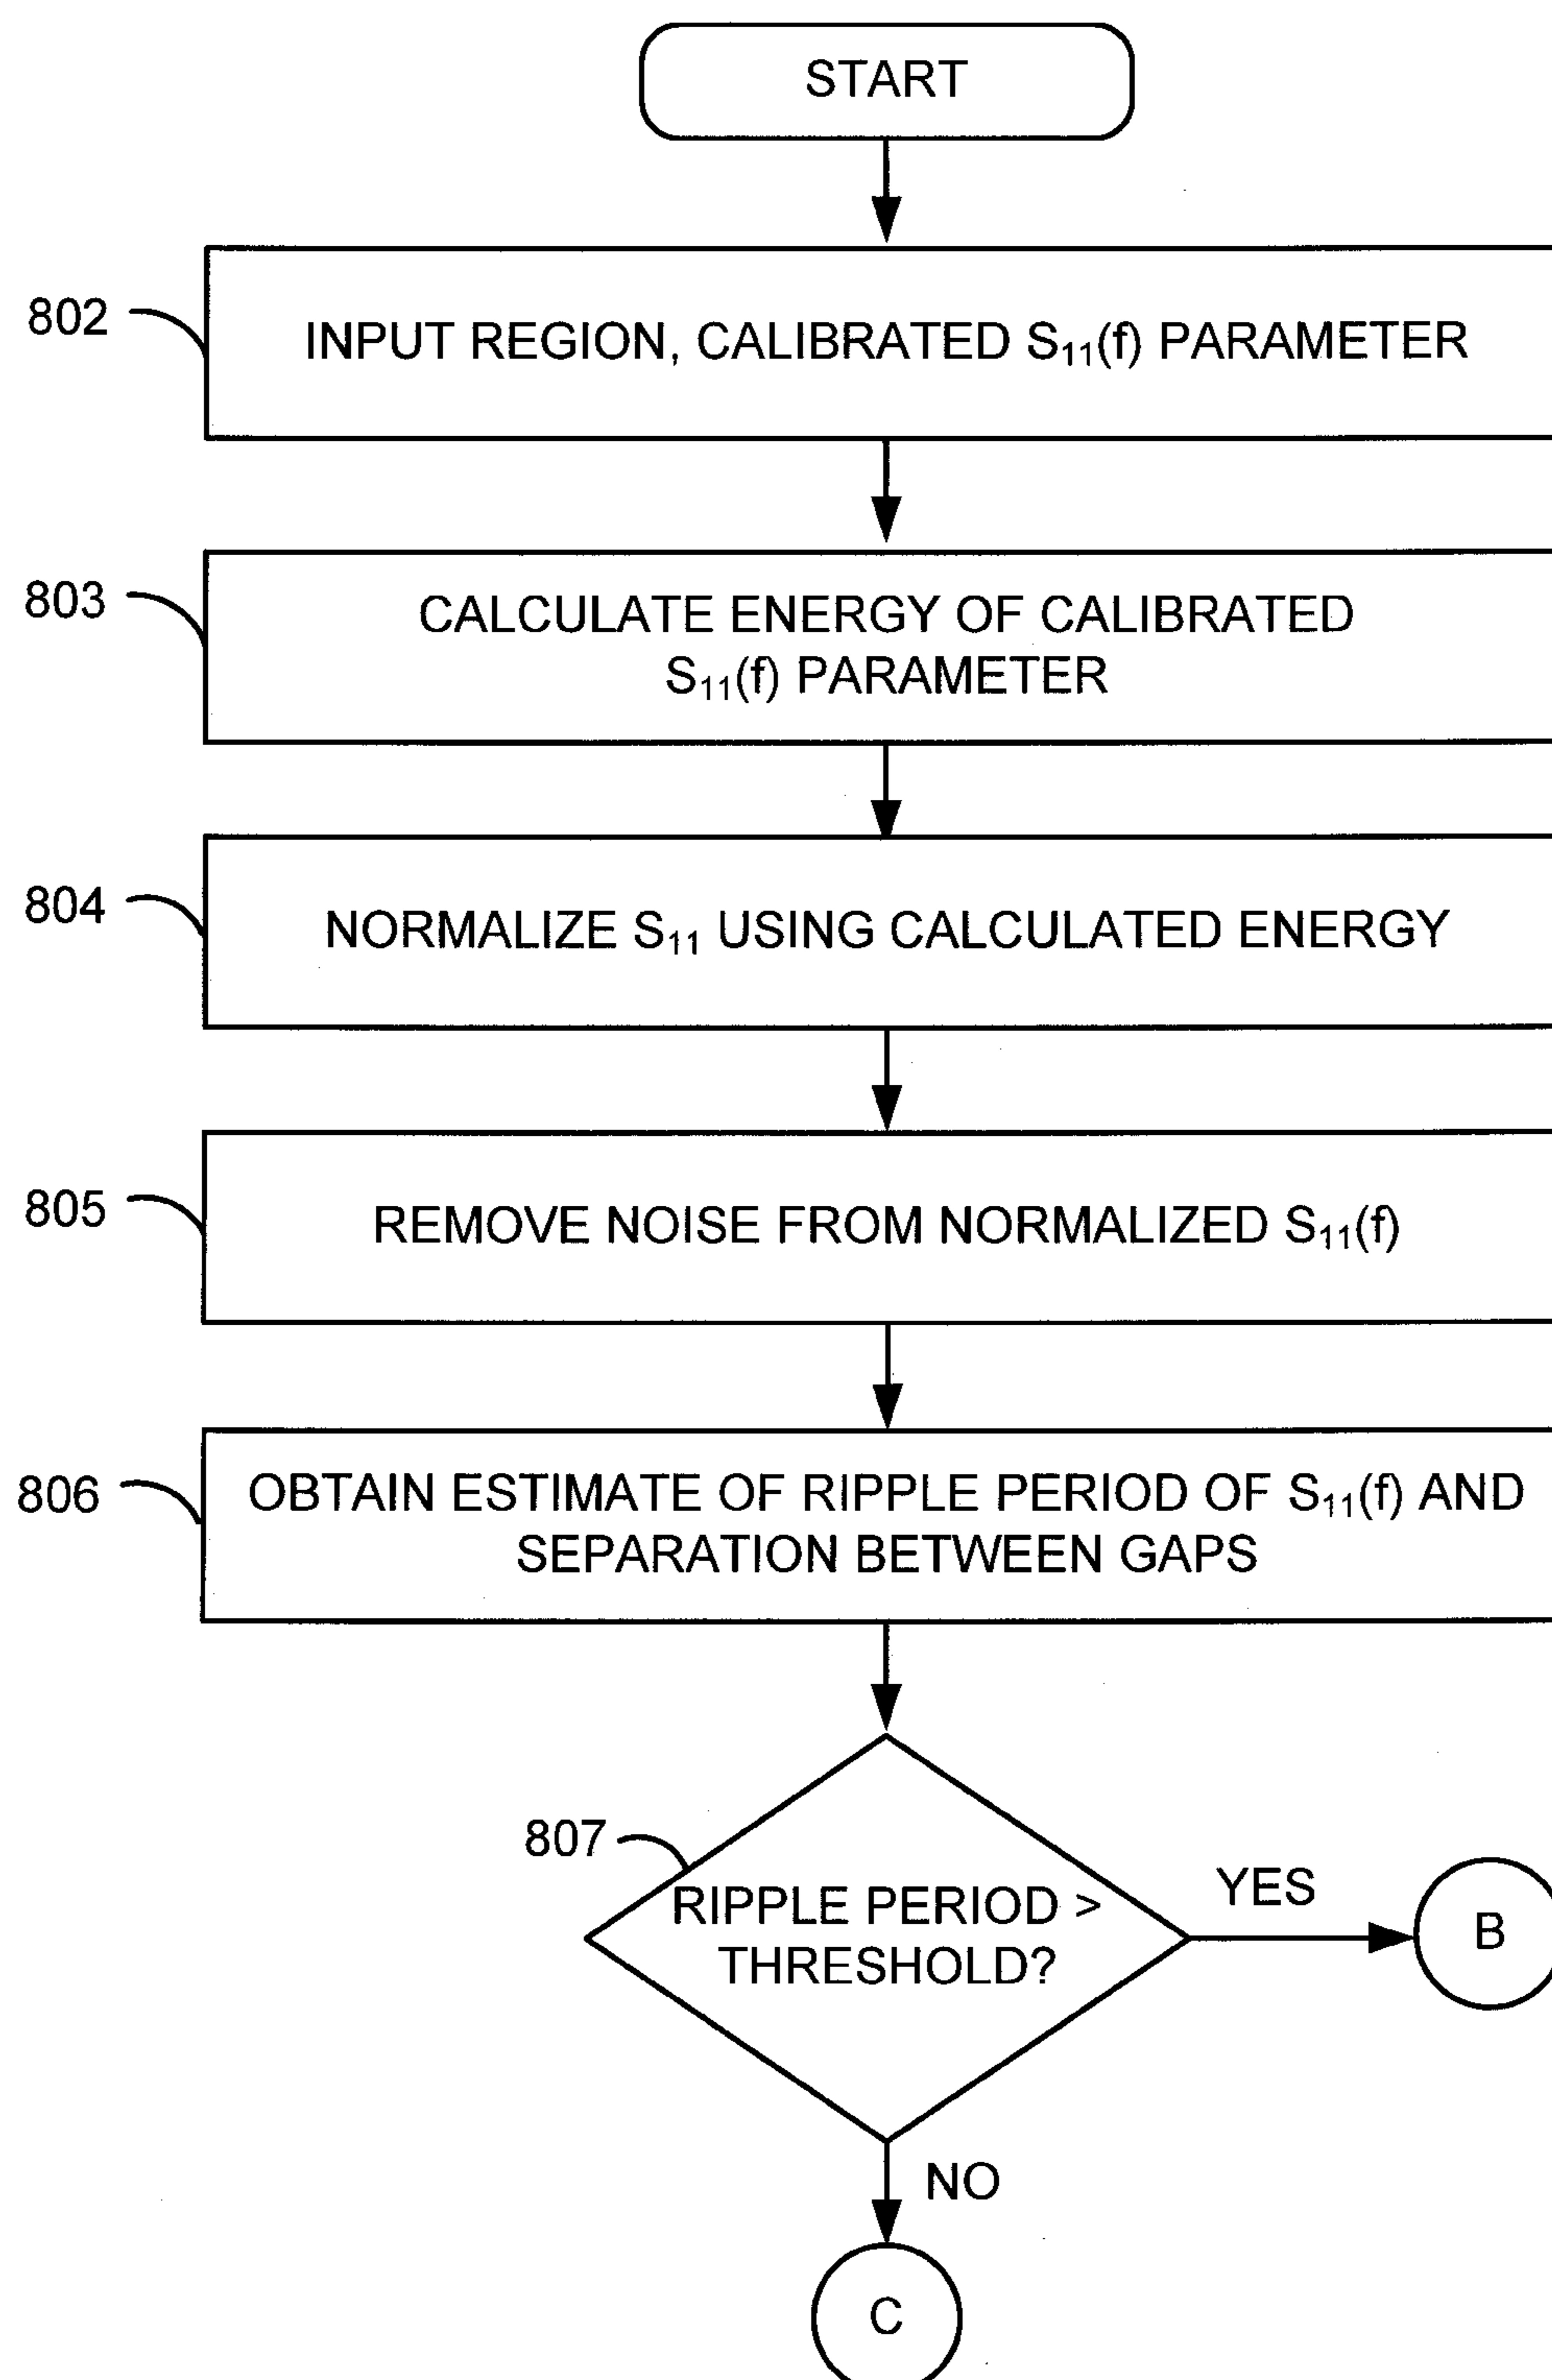 START
802
INPUT REGION, CALIBRATED S₁₁(f) PARAMETER
803
CALCULATE ENERGY OF CALIBRATED
S₁₁(f) PARAMETER
804
NORMALIZE S₁₁ USING CALCULATED ENERGY
805
REMOVE NOISE FROM NORMALIZED S₁₁(f)
806
OBTAIN ESTIMATE OF RIPPLE PERIOD OF S₁₁(f) AND
SEPARATION BETWEEN GAPS
807
RIPPLE PERIOD >
THRESHOLD?
YES
B
NO
C